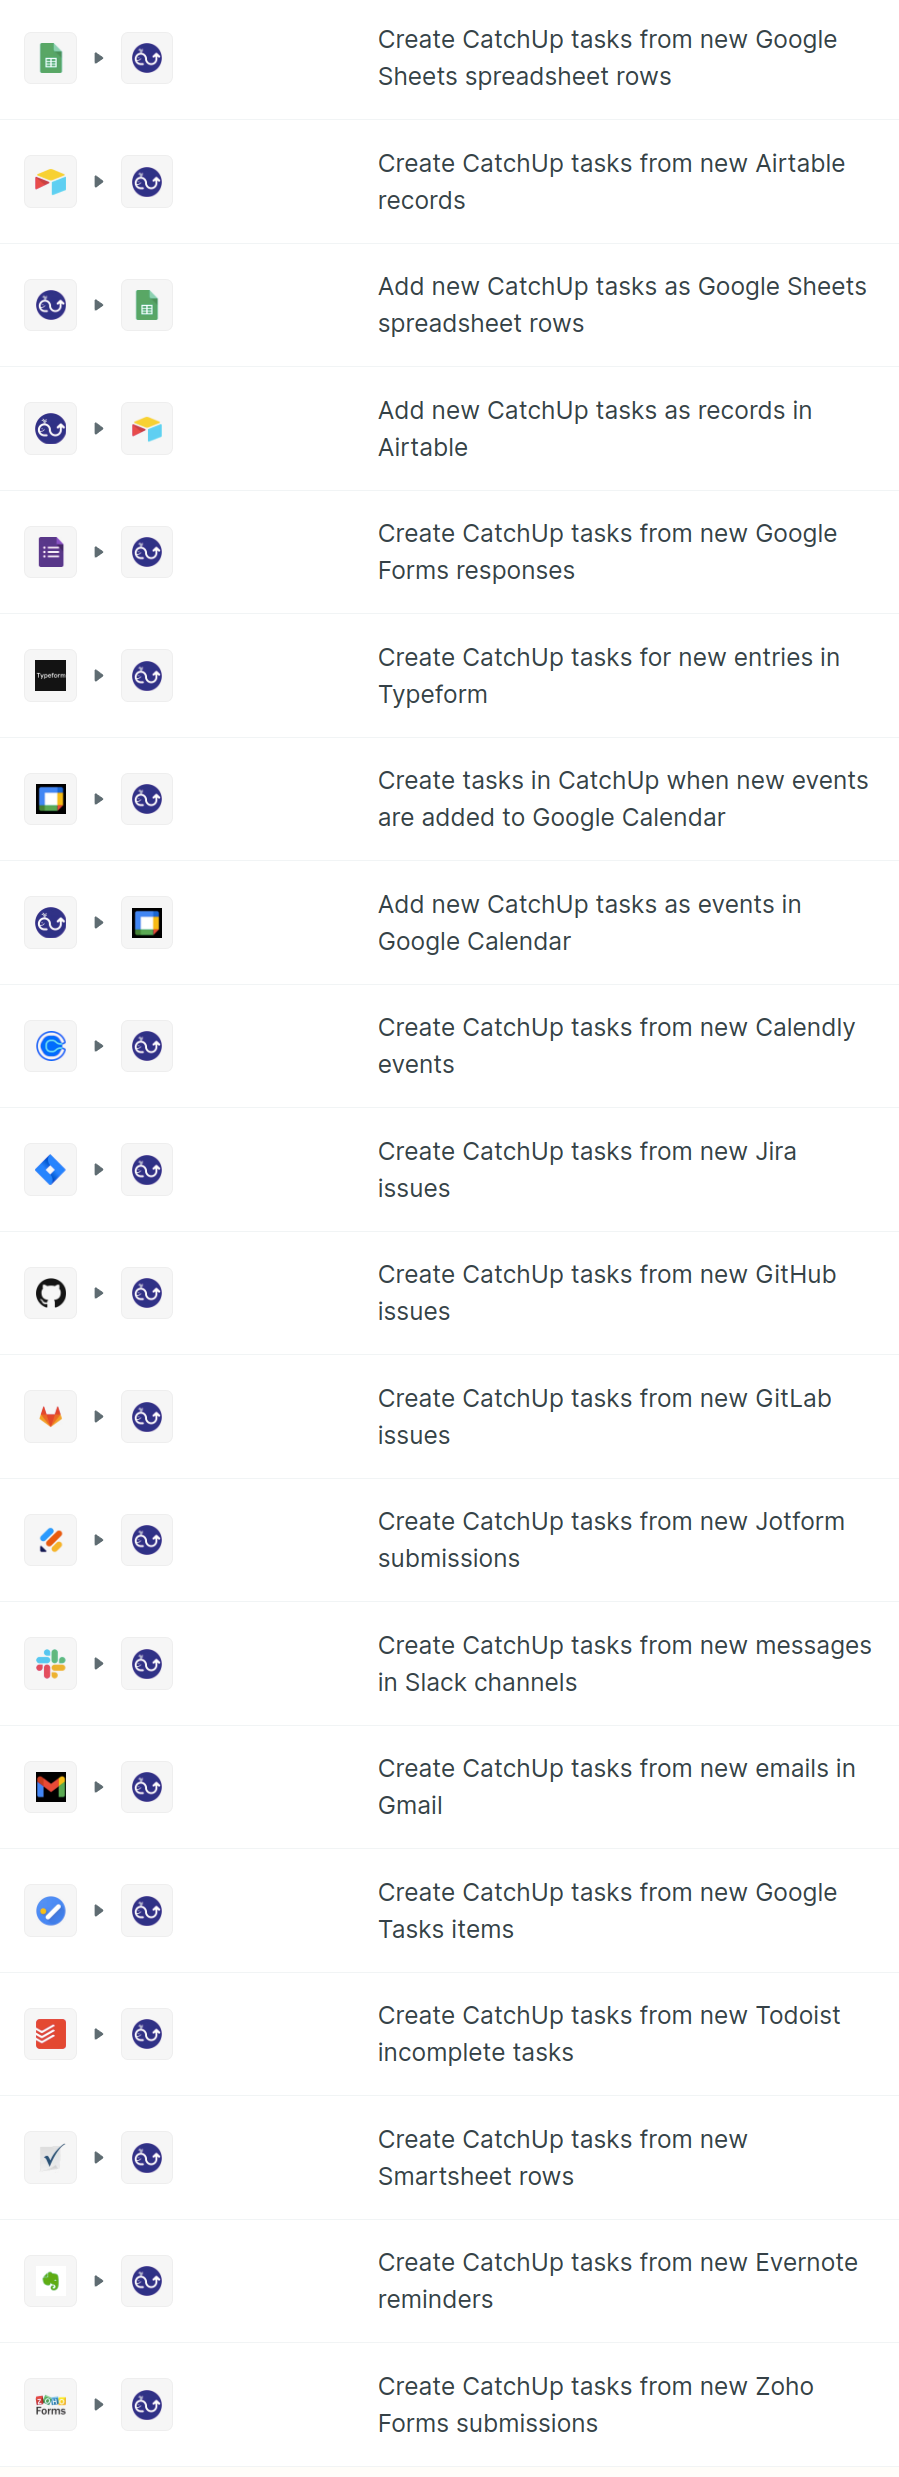 Create CatchUp tasks from new Google
Sheets spreadsheet rows
Create CatchUp tasks from new Airtable
records
Add new CatchUp tasks as Google Sheets
spreadsheet rows
Add new CatchUp tasks as records in
Airtable
Create CatchUp tasks from new Google
Forms responses
Typeform
Create CatchUp tasks for new entries in
Typeform
Create tasks in CatchUp when new events
are added to Google Calendar
Add new CatchUp tasks as events in
Google Calendar
Create CatchUp tasks from new Calendly
events
Create CatchUp tasks from new Jira
issues
Create CatchUp tasks from new GitHub
issues
Create CatchUp tasks from new GitLab
issues
Create CatchUp tasks from new Jotform
submissions
Create CatchUp tasks from new messages
in Slack channels
Create CatchUp tasks from new emails in
Gmail
Create CatchUp tasks from new Google
Tasks items
Create CatchUp tasks from new Todoist
incomplete tasks
Create CatchUp tasks from new
Smartsheet rows
Create CatchUp tasks from new Evernote
reminders
ZOHO
Forms
Create CatchUp tasks from new Zoho
Forms submissions